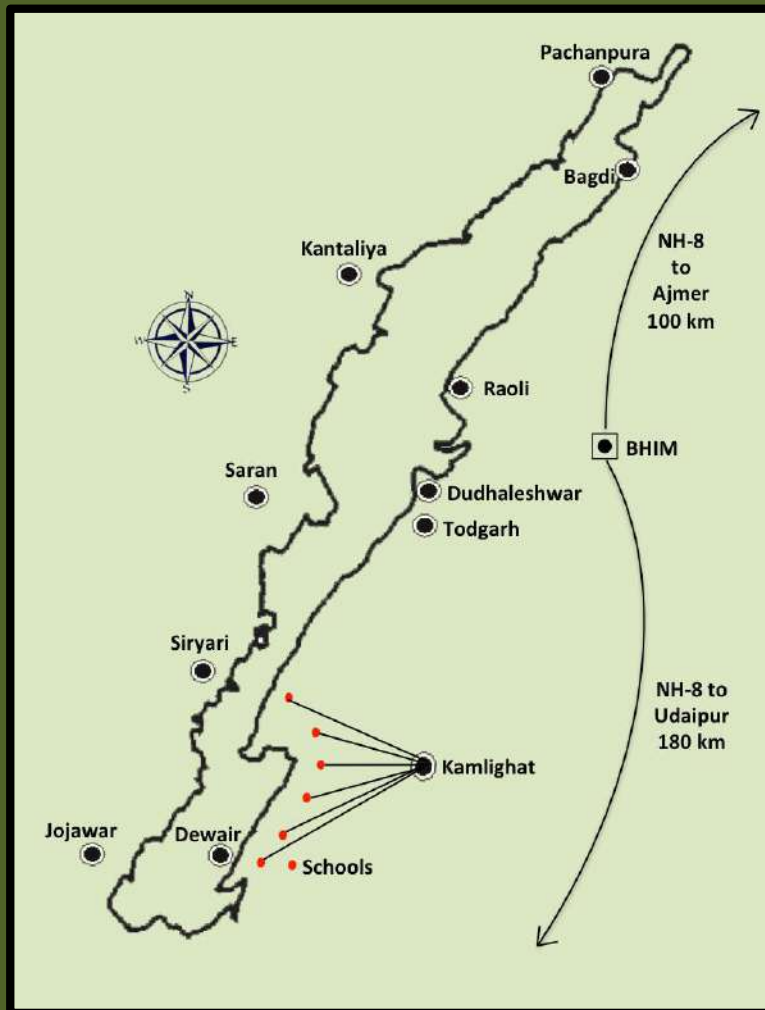 Pachanpura
Bagdi
NH-8
to
Ajmer
100 km
Kantaliya
N
W
E
S
Raoli
BHIM
Saran
Dudhaleshwar
Todgarh
Siryari
NH-8 to
Udaipur
180 km
Kamlighat
Jojawar
Dewair
Schools